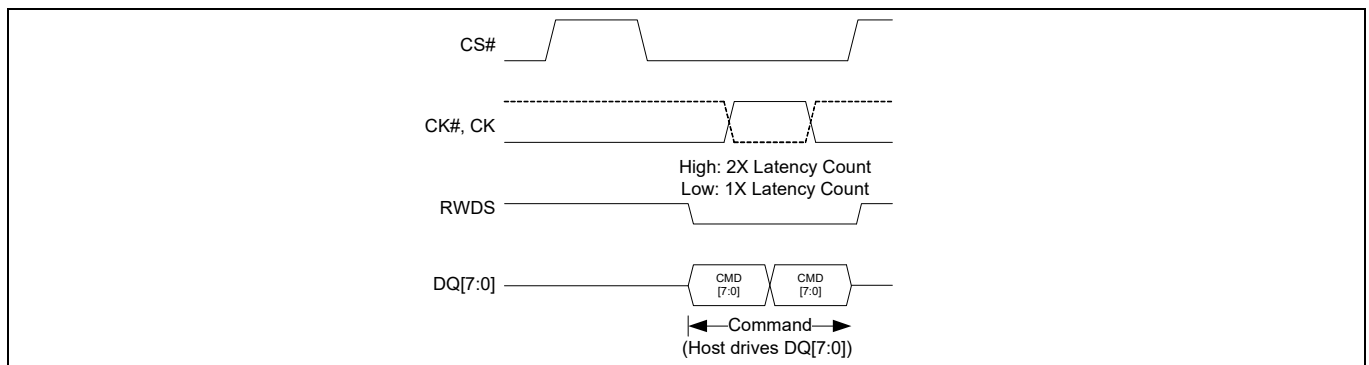 CS#
CK#, CK
High: 2X Latency Count
Low: 1X Latency Count
RWDS
DQ[7:0]
CMD
[7:0]
CMD
[7:0]
Command
(Host drives DQ[7:0])